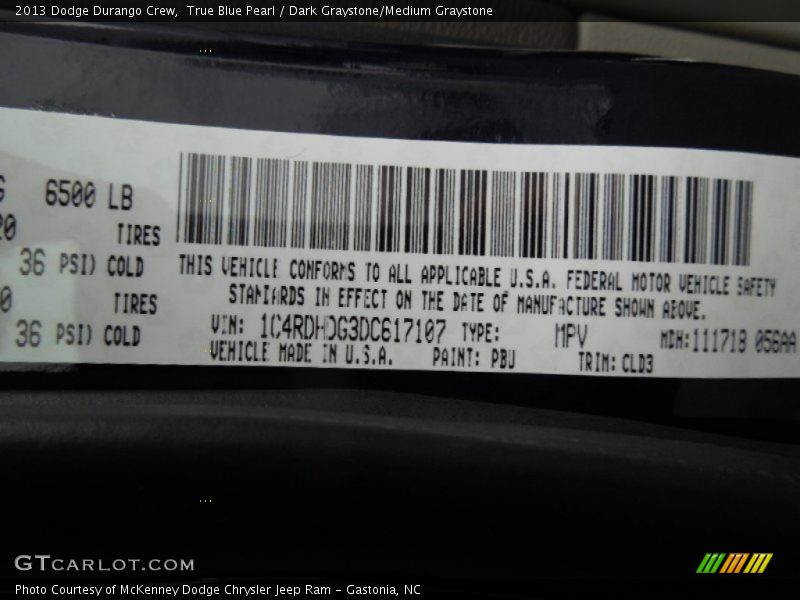 2013 Dodge Durango Crew, True Blue Pearl / Dark Graystone/Medium Graystone
6500 LB
TIRES
36 PSI) COLD
TIRES
36 PSI) COLD
THIS VEHICLE CONFORMS TO ALL APPLICABLE U.S.A. FEDERAL MOTOR VEHICLE SAFETY
STANDARDS IN EFFECT ON THE DATE OF MANUFACTURE SHOWN ABOVE.
VIN: 1C4RDHDG3DC617107 TYPE: MPV MDH:111718 056AA
VEHICLE MADE IN U.S.A. PAINT: PBU TRIM: CLD3
GTCARLOT.COM
Photo Courtesy of McKenney Dodge Chrysler Jeep Ram – Gastonia, NC